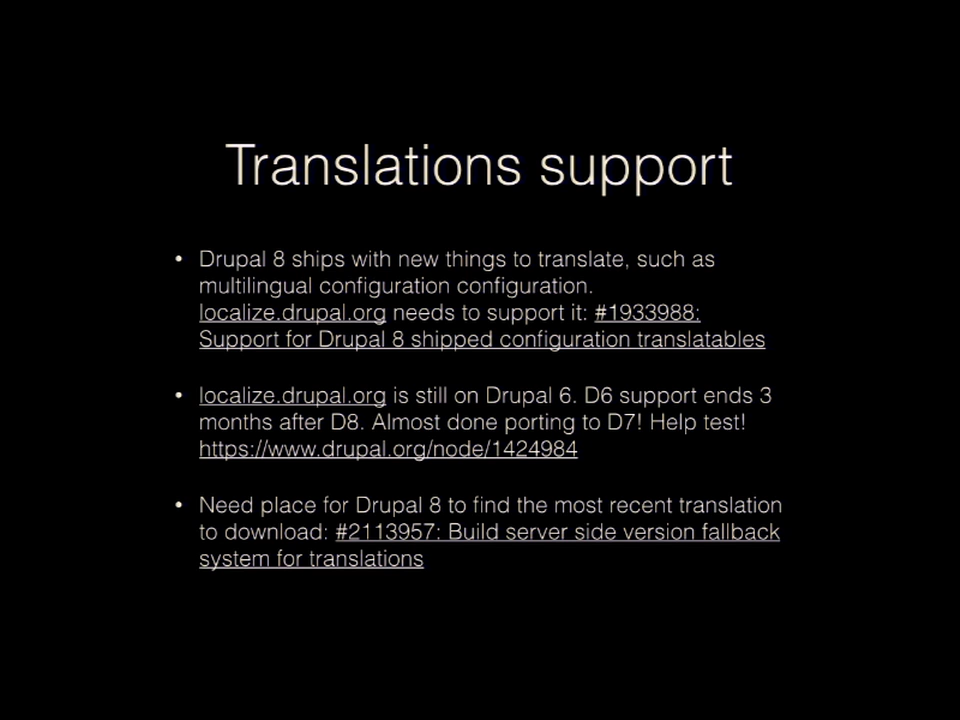 Translations support
• Drupal 8 ships with new things to translate, such as
multilingual configuration configuration.
localize.drupal.org needs to support it: #1933988:
Support for Drupal 8 shipped configuration translatables
• localize.drupal.org is still on Drupal 6. D6 support ends 3
months after D8. Almost done porting to D7! Help test!
https://www.drupal.org/node/1424984
• Need place for Drupal 8 to find the most recent translation
to download: #2113957: Build server side version fallback
system for translations